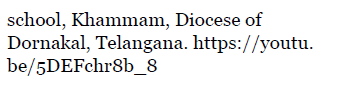 school, Khammam, Diocese of
Dornakal, Telangana. https://youtu.
be/5DEFchr8b_8